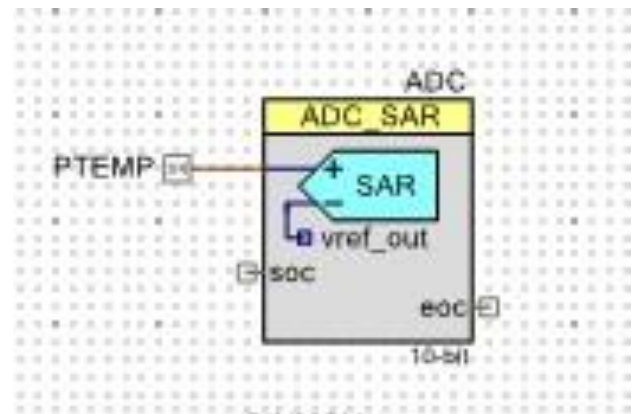 ADC
ADC_SAR
PTEMP
+
SAR
−
vref_out
soc
eoc
10-bit